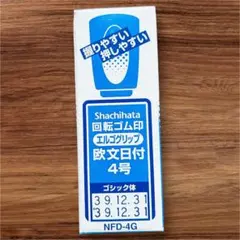 握りやすい
押しやすい
Shachihata
回転ゴム印
エルゴグリップ
欧文日付
4号
ゴシック体
39.12.31
39.12.31
NFD-4G